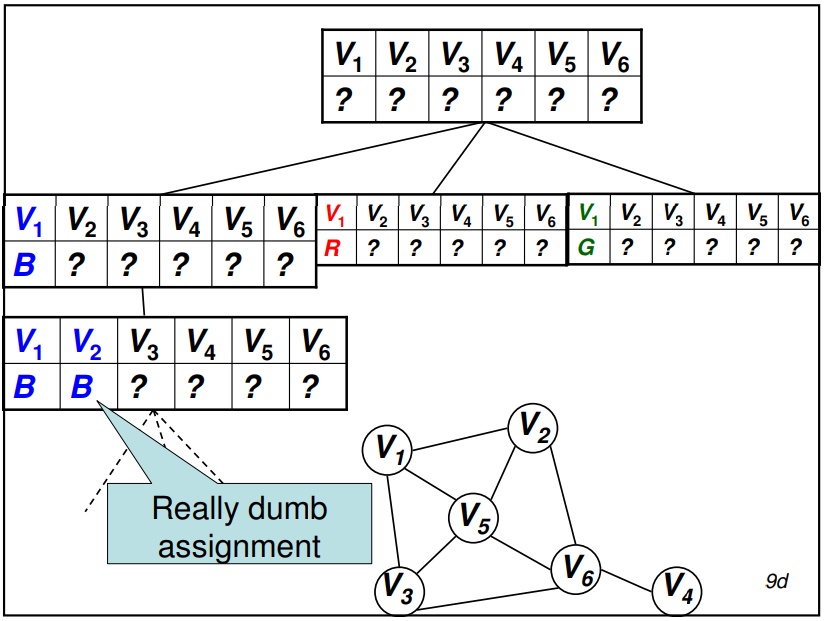 V1 V2 V3 V4 V5 V6
? ? ? ? ? ?
V1 V2 V3 V4 V5 V6
B ? ? ? ? ?
V1 V2 V3 V4 V5 V6
R ? ? ? ? ?
V1 V2 V3 V4 V5 V6
G ? ? ? ? ?
V1 V2 V3 V4 V5 V6
B B ? ? ? ?
Really dumb
assignment
V1
V2
V5
V3
V6
V4
9d